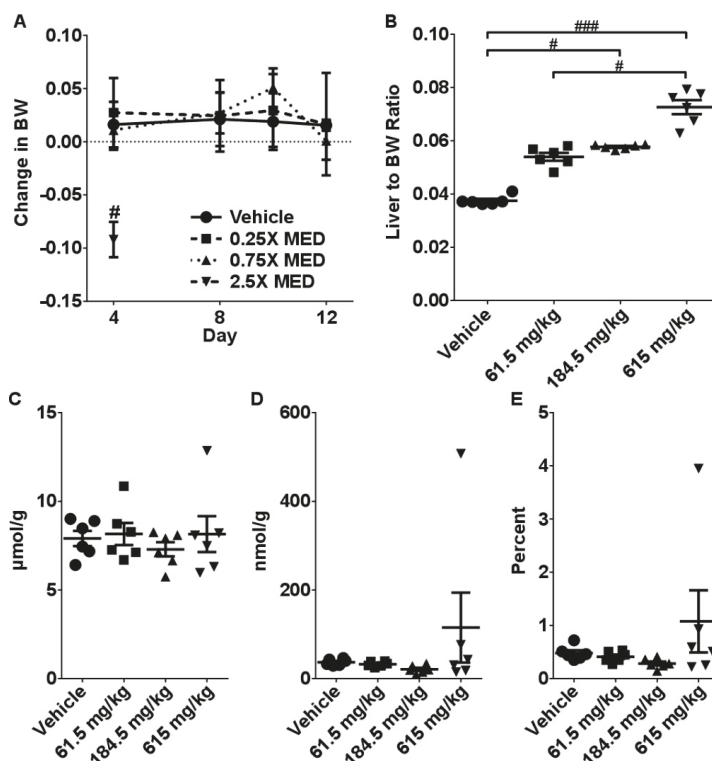 A
Change in BW
0.10
0.05
0.00
-0.05
-0.10
-0.15
#
Vehicle
0.25X MED
0.75X MED
2.5X MED
4
8
12
Day
B
Liver to BW Ratio
0.10
0.08
0.06
0.04
0.02
0.00
###
#
#
Vehicle
61.5 mg/kg
184.5 mg/kg
615 mg/kg
C
µmol/g
15
10
5
0
Vehicle
61.5 mg/kg
184.5 mg/kg
615 mg/kg
D
nmol/g
600
400
200
0
Vehicle
61.5 mg/kg
184.5 mg/kg
615 mg/kg
E
Percent
5
4
3
2
1
0
Vehicle
61.5 mg/kg
184.5 mg/kg
615 mg/kg